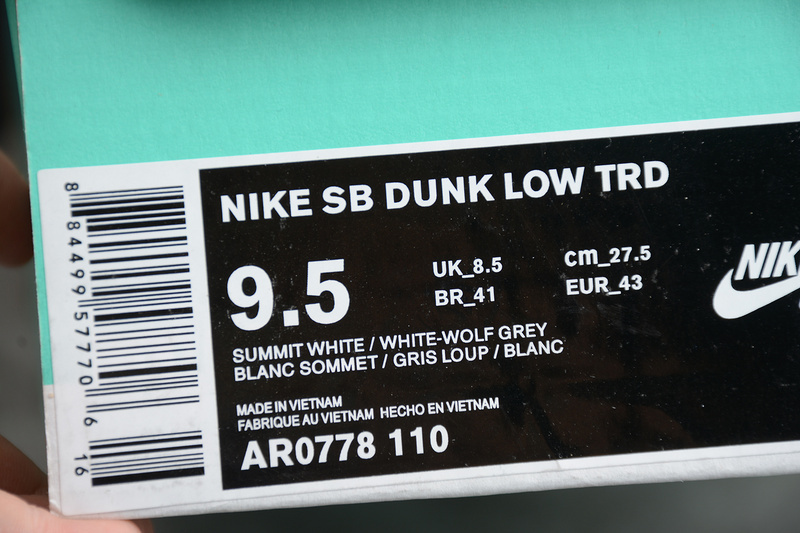 NIKE SB DUNK LOW TRD
9.5
UK_8.5
cm_27.5
BR_41
EUR_43
SUMMIT WHITE / WHITE-WOLF GREY
BLANC SOMMET / GRIS LOUP / BLANC
MADE IN VIETNAM
FABRIQUE AU VIETNAM HECHO EN VIETNAM
AR0778 110
NIK
8 84499 57770 6 16